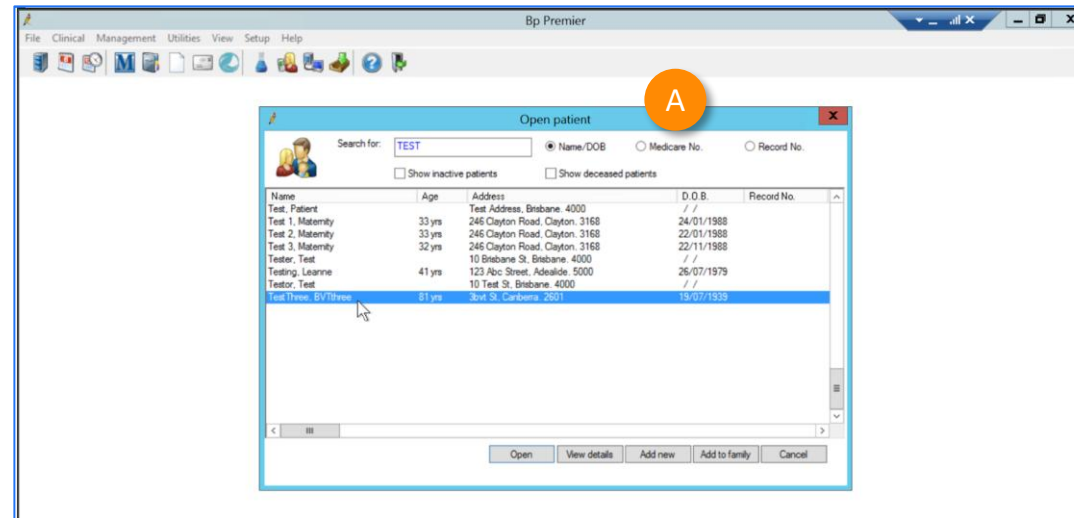 Bp Premier
File Clinical Management Utilities View Setup Help
A
Open patient
Search for: TEST Name/DOB Medicare No. Record No.
Show inactive patients Show deceased patients
Name Age Address D.O.B. Record No.
Test, Patient Test Address, Brisbane. 4000 / /
Test 1, Maternity 33 yrs 246 Clayton Road, Clayton. 3168 24/01/1988
Test 2, Maternity 33 yrs 246 Clayton Road, Clayton. 3168 22/01/1988
Test 3, Maternity 32 yrs 246 Clayton Road, Clayton. 3168 22/11/1988
Tester, Test 10 Brisbane St, Brisbane. 4000 / /
Testing, Leanne 41 yrs 123 Abc Street, Adealide. 5000 26/07/1979
Testor, Test 10 Test St, Brisbane. 4000 / /
TestThree, BVTthree 81 yrs 3bvt St, Canberra. 2601 19/07/1939
Open View details Add new Add to family Cancel